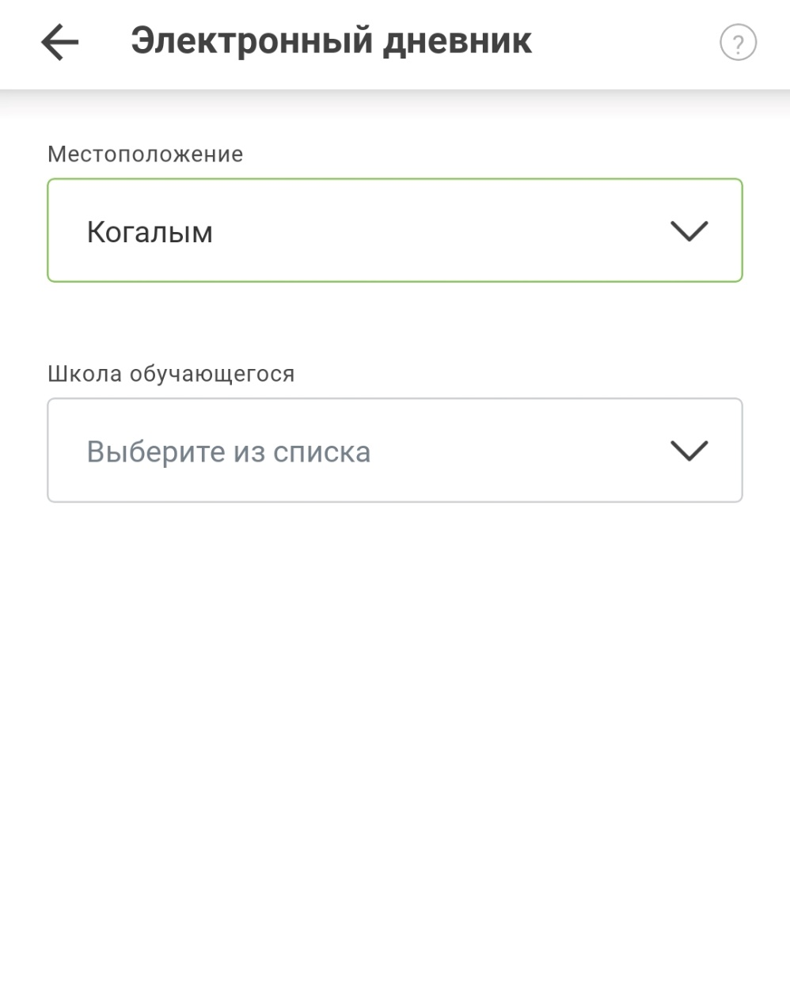 Электронный дневник
?
Местоположение
Когалым
Школа обучающегося
Выберите из списка